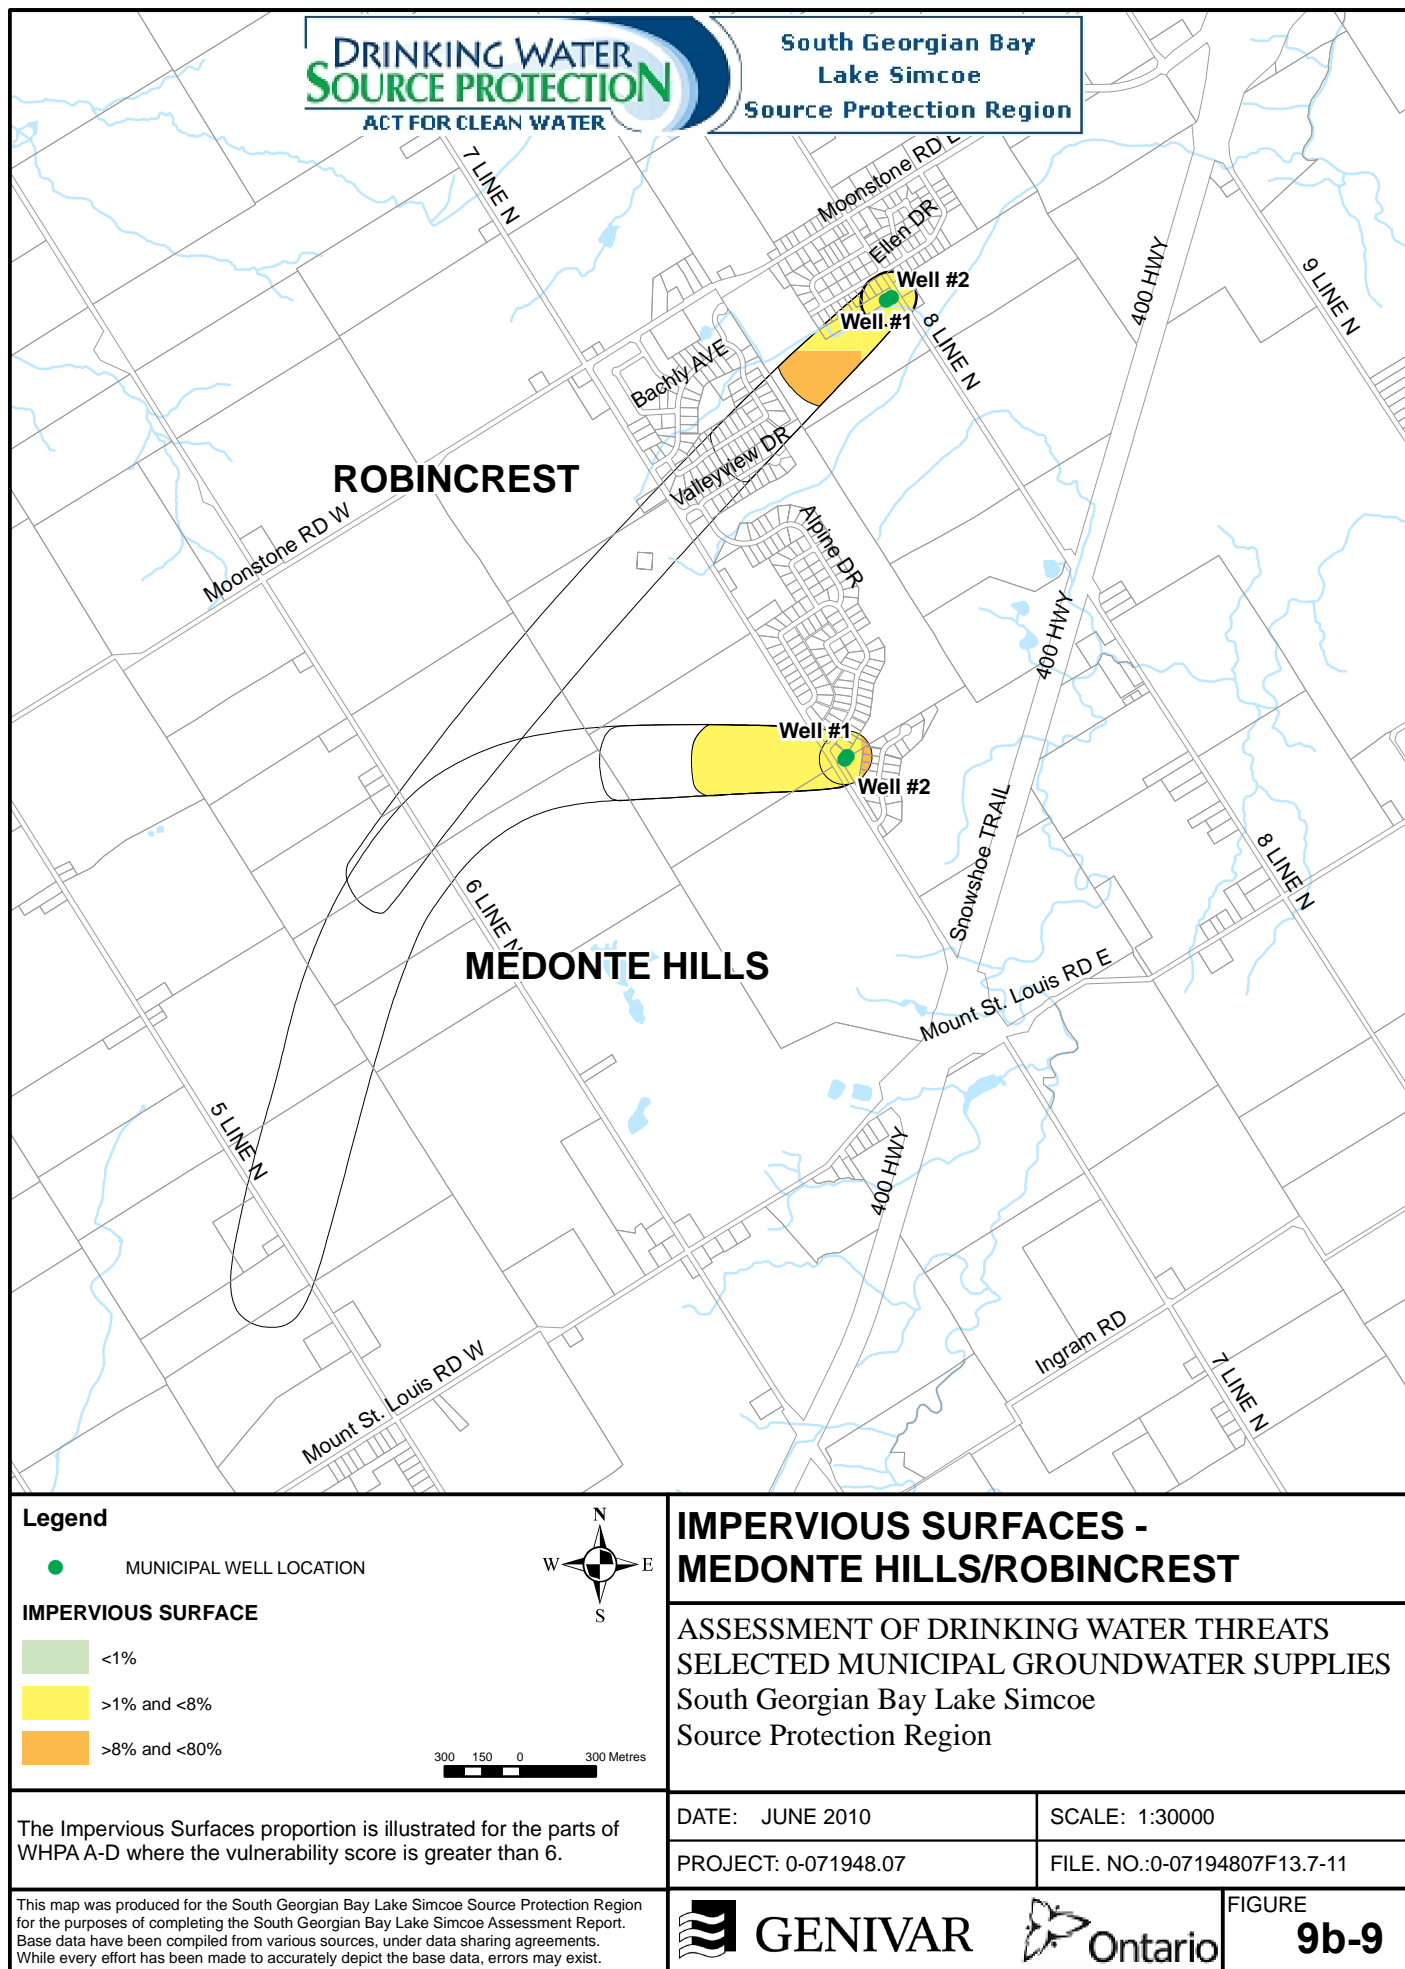 DRINKING WATER
SOURCE PROTECTION
ACT FOR CLEAN WATER
South Georgian Bay
Lake Simcoe
Source Protection Region
7 LINE N
Moonstone RD E
Ellen DR
400 HWY
9 LINE N
Well #2
Well #1
8 LINE N
Bachly AVE
Valleyview DR
ROBINCREST
Moonstone RD W
Alpine DR
400 HWY
Well #1
Well #2
Snowshoe TRAIL
8 LINE N
6 LINE N
MEDONTE HILLS
Mount St. Louis RD E
5 LINE N
400 HWY
Ingram RD
7 LINE N
Mount St. Louis RD W
Legend
MUNICIPAL WELL LOCATION
IMPERVIOUS SURFACE
<1%
>1% and <8%
>8% and <80%
N
W E
S
300 150 0 300 Metres
The Impervious Surfaces proportion is illustrated for the parts of
WHPA A-D where the vulnerability score is greater than 6.
This map was produced for the South Georgian Bay Lake Simcoe Source Protection Region
for the purposes of completing the South Georgian Bay Lake Simcoe Assessment Report.
Base data have been compiled from various sources, under data sharing agreements.
While every effort has been made to accurately depict the base data, errors may exist.
IMPERVIOUS SURFACES -
MEDONTE HILLS/ROBINCREST
ASSESSMENT OF DRINKING WATER THREATS
SELECTED MUNICIPAL GROUNDWATER SUPPLIES
South Georgian Bay Lake Simcoe
Source Protection Region
DATE: JUNE 2010
SCALE: 1:30000
PROJECT: 0-071948.07
FILE. NO.:0-07194807F13.7-11
GENIVAR
Ontario
FIGURE
9b-9